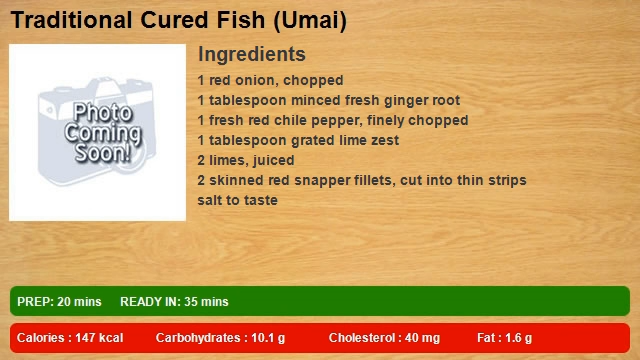 Traditional Cured Fish (Umai)
Photo
Coming
Soon!
Ingredients
1 red onion, chopped
1 tablespoon minced fresh ginger root
1 fresh red chile pepper, finely chopped
1 tablespoon grated lime zest
2 limes, juiced
2 skinned red snapper fillets, cut into thin strips
salt to taste
PREP: 20 mins READY IN: 35 mins
Calories : 147 kcal Carbohydrates : 10.1 g Cholesterol : 40 mg Fat : 1.6 g